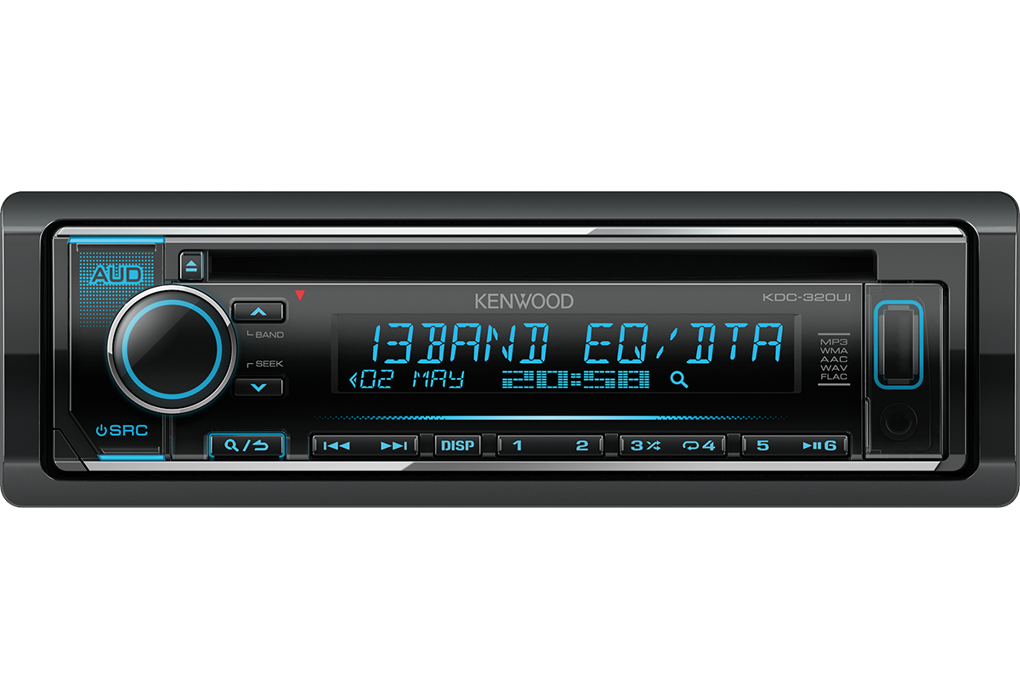 AUD
KENWOOD
KDC-320UI
BAND
SEEK
13BAND EQ/DTA
02 MAY 20:58
MP3
WMA
AAC
WAV
FLAC
SRC
DISP 1 2 3 4 5 6